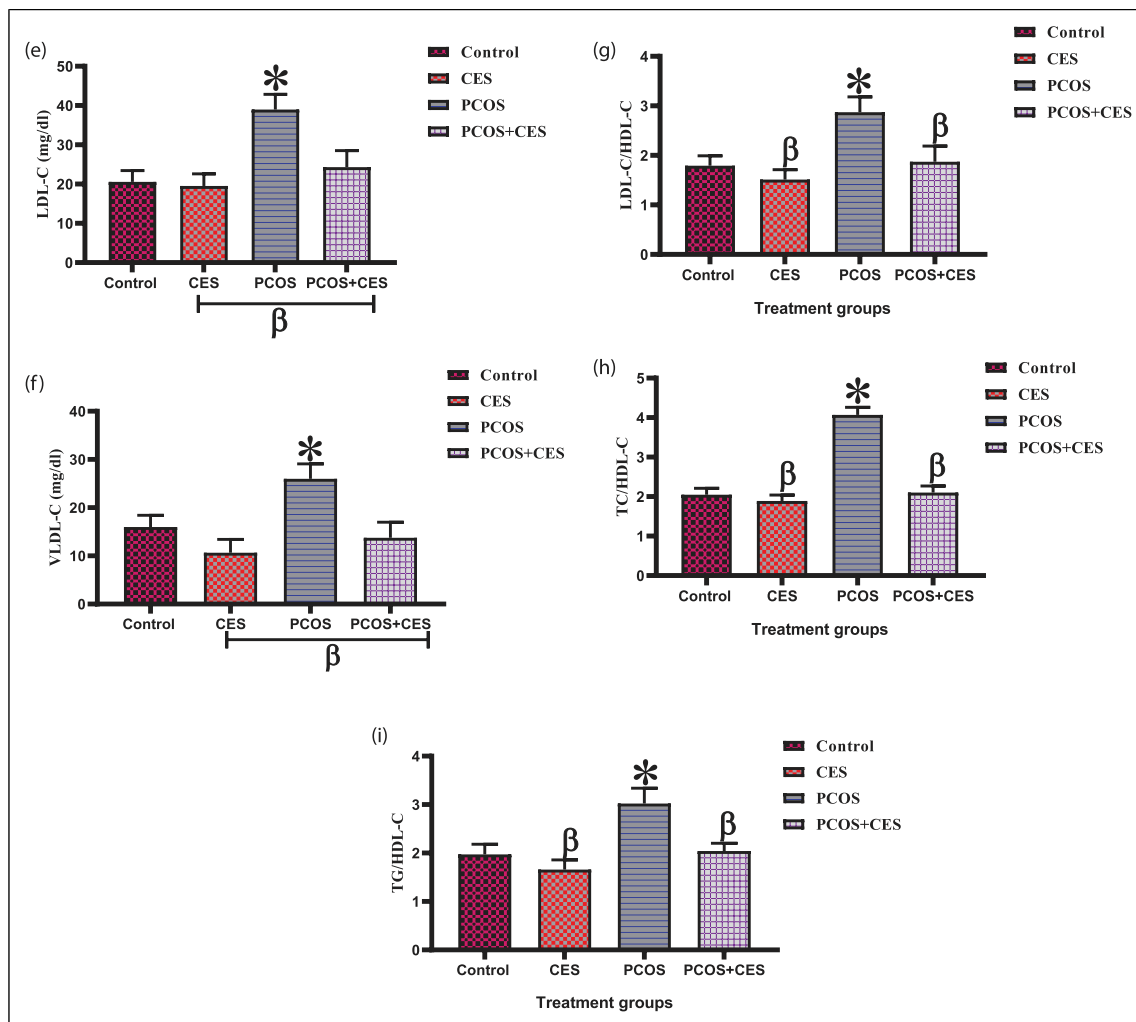 (e)
LDL-C (mg/dl)
50
40
30
20
10
0
*
Control
CES
PCOS
PCOS+CES
β
Control
CES
PCOS
PCOS+CES
(g)
LDL-C/HDL-C
4
3
2
1
0
β
*
β
Control
CES
PCOS
PCOS+CES
Treatment groups
Control
CES
PCOS
PCOS+CES
(f)
VLDL-C (mg/dl)
40
30
20
10
0
*
Control
CES
PCOS
PCOS+CES
β
Control
CES
PCOS
PCOS+CES
(h)
TC/HDL-C
5
4
3
2
1
0
β
*
β
Control
CES
PCOS
PCOS+CES
Treatment groups
Control
CES
PCOS
PCOS+CES
(i)
TG/HDL-C
4
3
2
1
0
β
*
β
Control
CES
PCOS
PCOS+CES
Treatment groups
Control
CES
PCOS
PCOS+CES